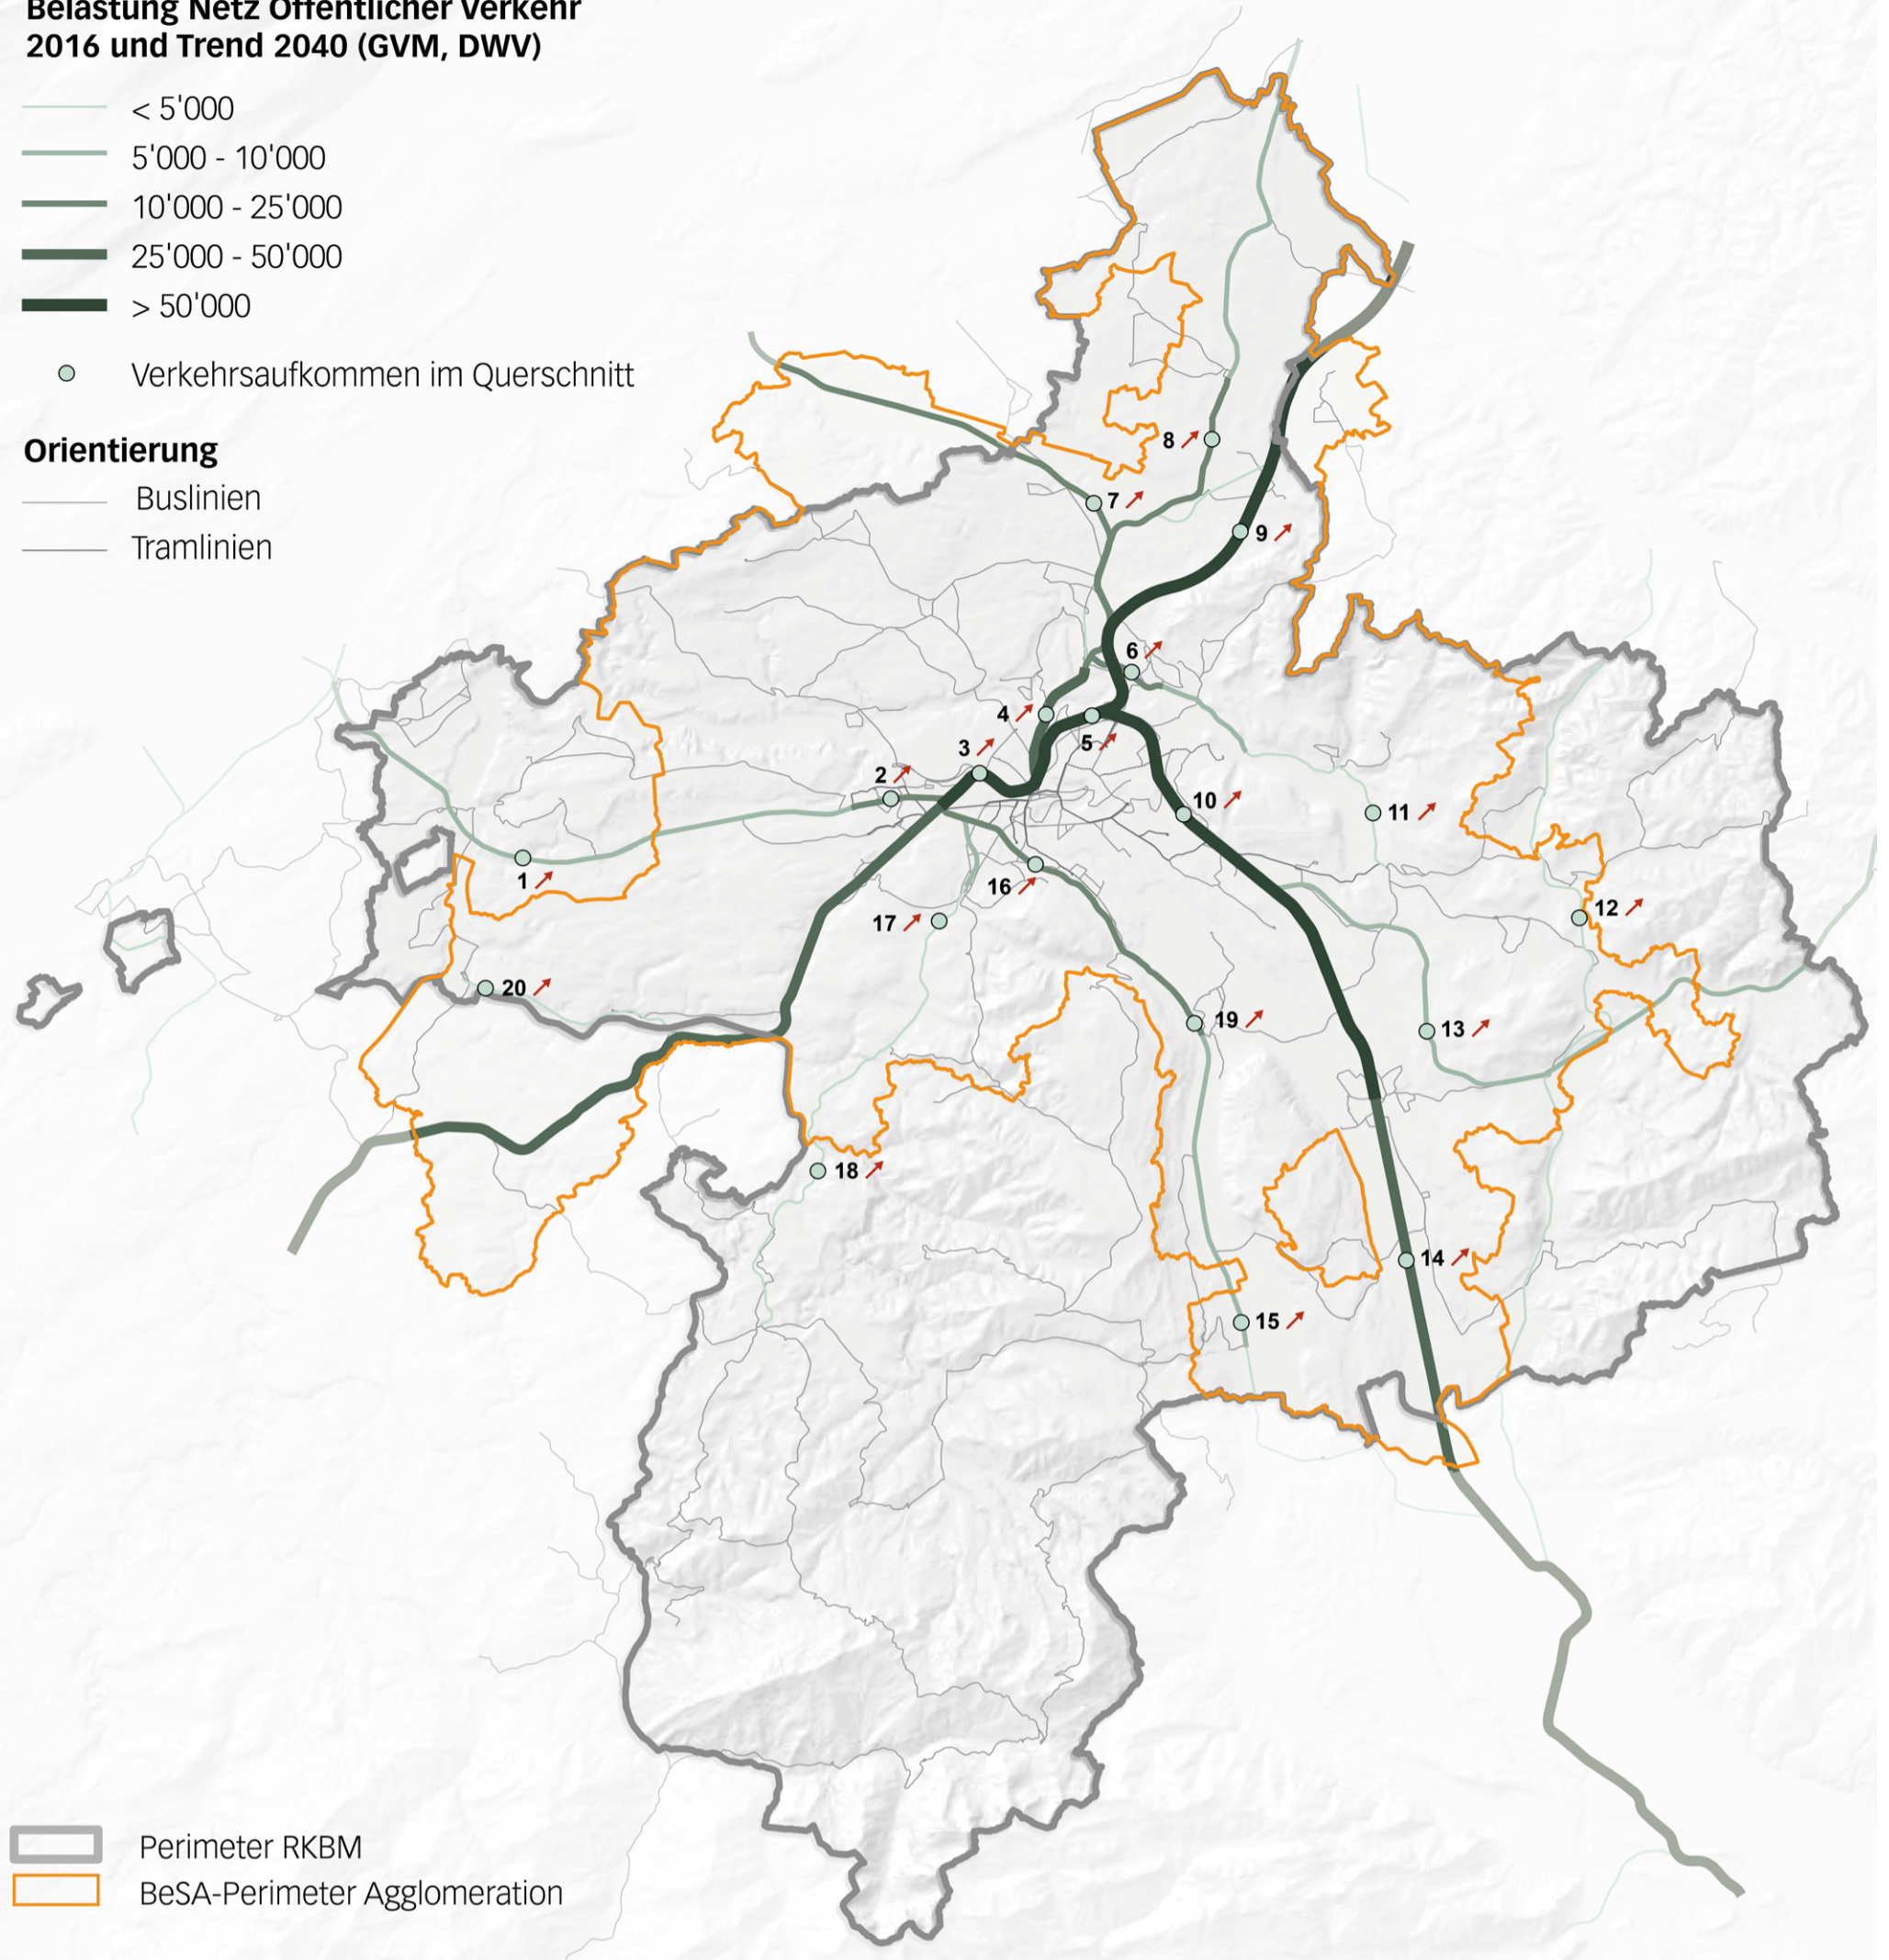 Belastung Netz Öffentlicher Verkehr
2016 und Trend 2040 (GVM, DWV)
< 5'000
5'000 - 10'000
10'000 - 25'000
25'000 - 50'000
> 50'000
Verkehrsaufkommen im Querschnitt
Orientierung
Buslinien
Tramlinien
8
7
9
6
4
5
3
2
10
11
1
16
17
12
20
19
13
18
14
15
Perimeter RKBM
BeSA-Perimeter Agglomeration